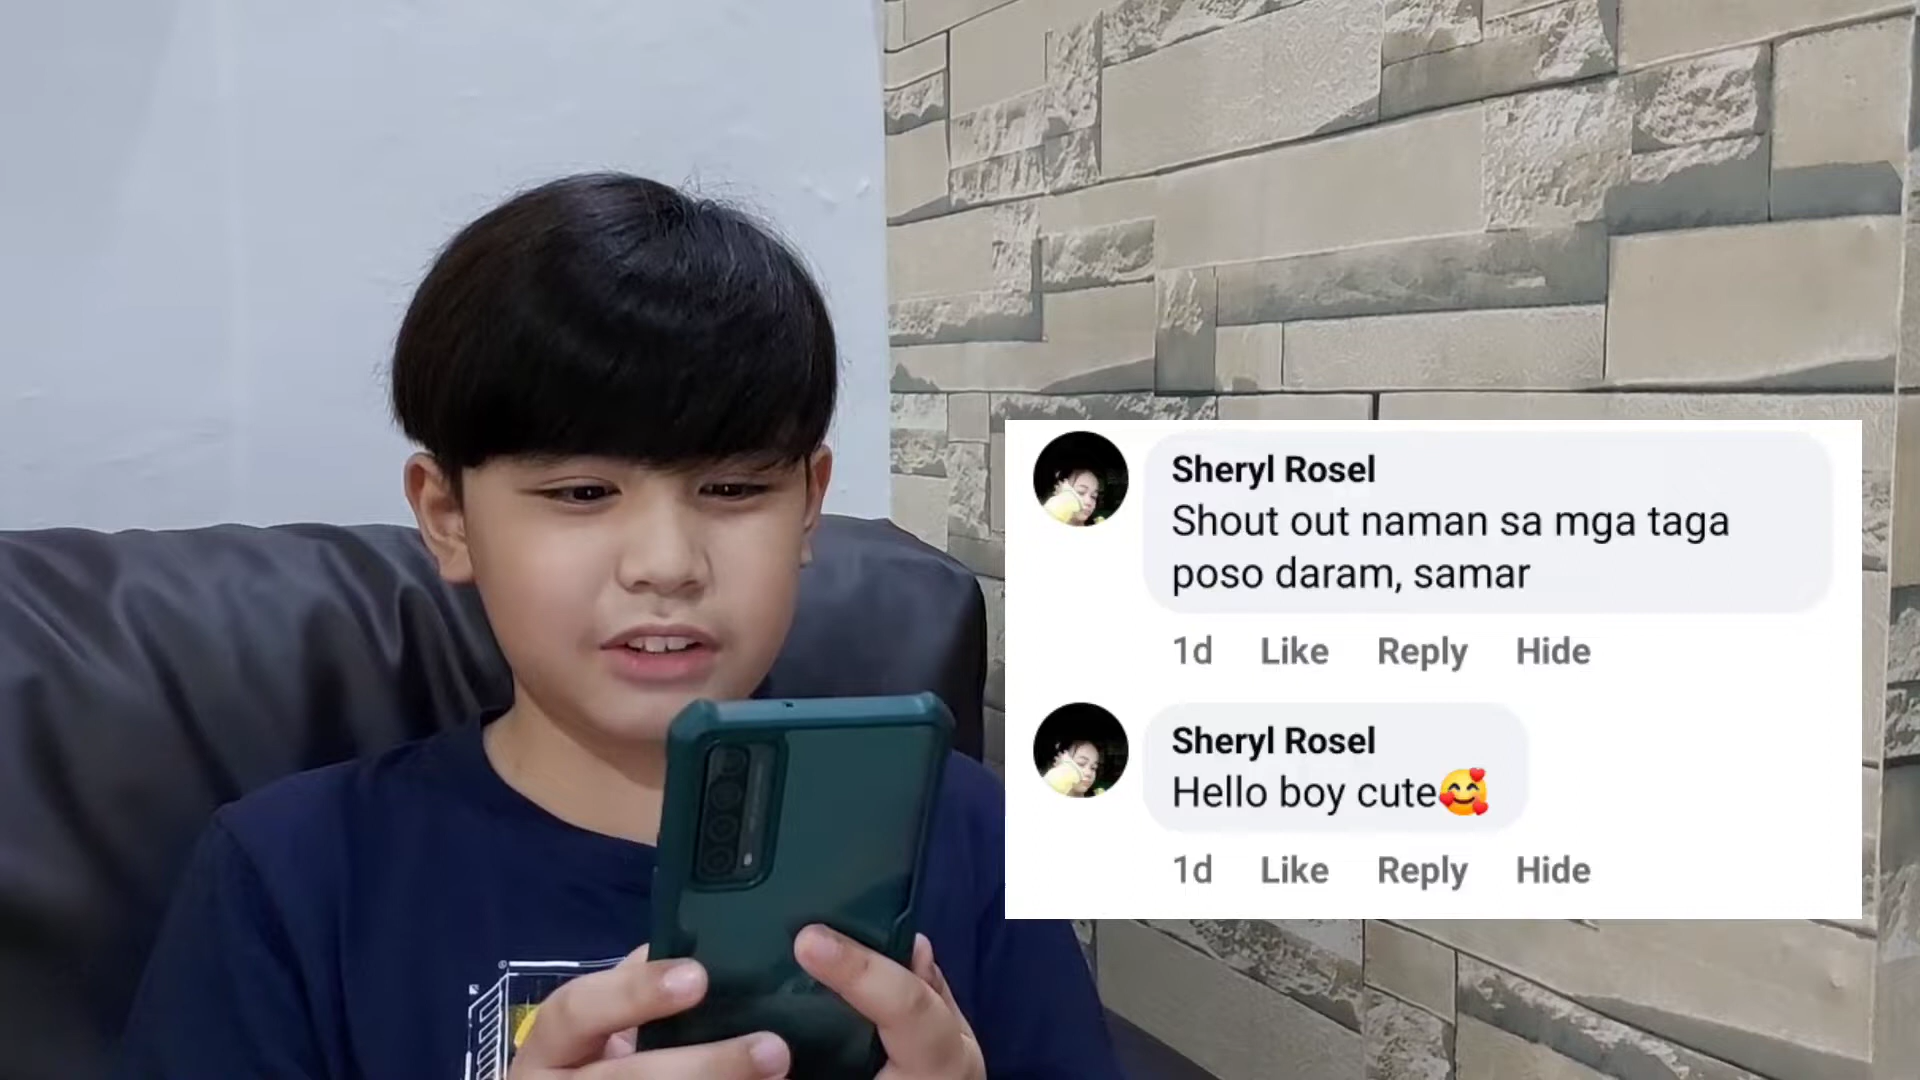 Sheryl Rosel
Shout out naman sa mga taga
poso daram, samar
1d Like Reply Hide
Sheryl Rosel
Hello boy cute🥰
1d Like Reply Hide